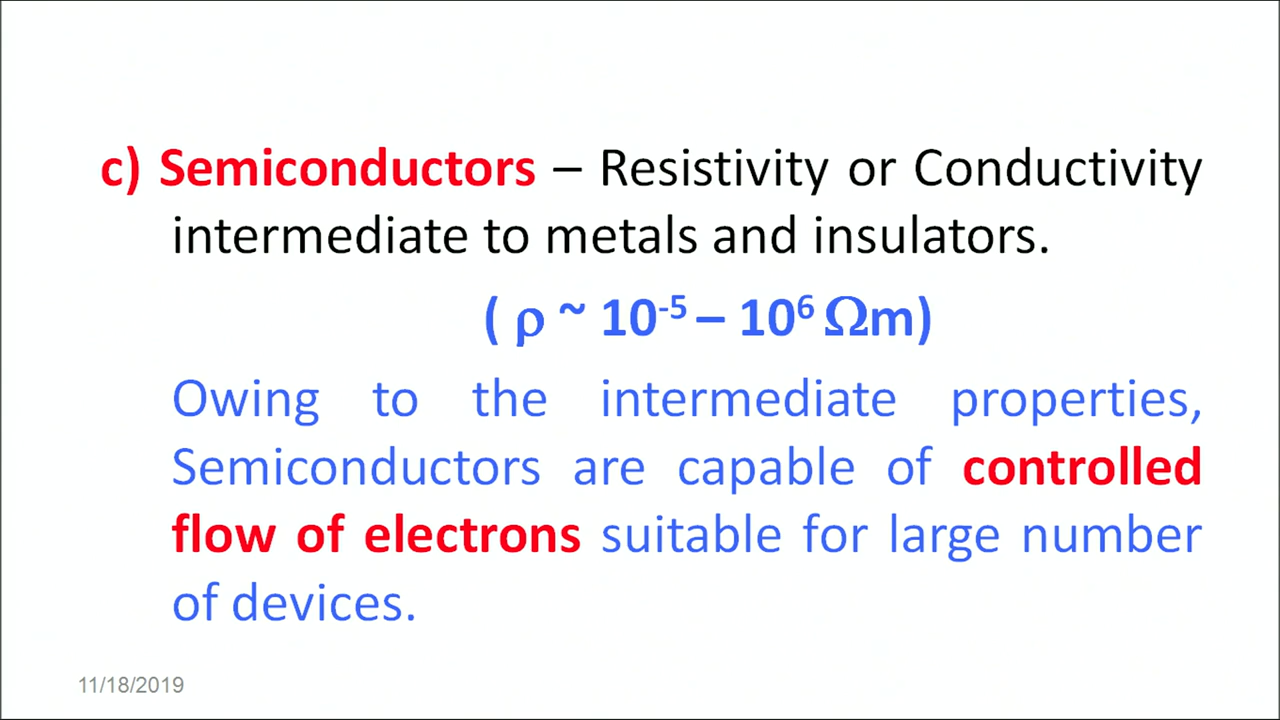 c) Semiconductors – Resistivity or Conductivity
intermediate to metals and insulators.
( ρ ~ 10⁻⁵ – 10⁶ Ωm)
Owing to the intermediate properties,
Semiconductors are capable of controlled
flow of electrons suitable for large number
of devices.
11/18/2019